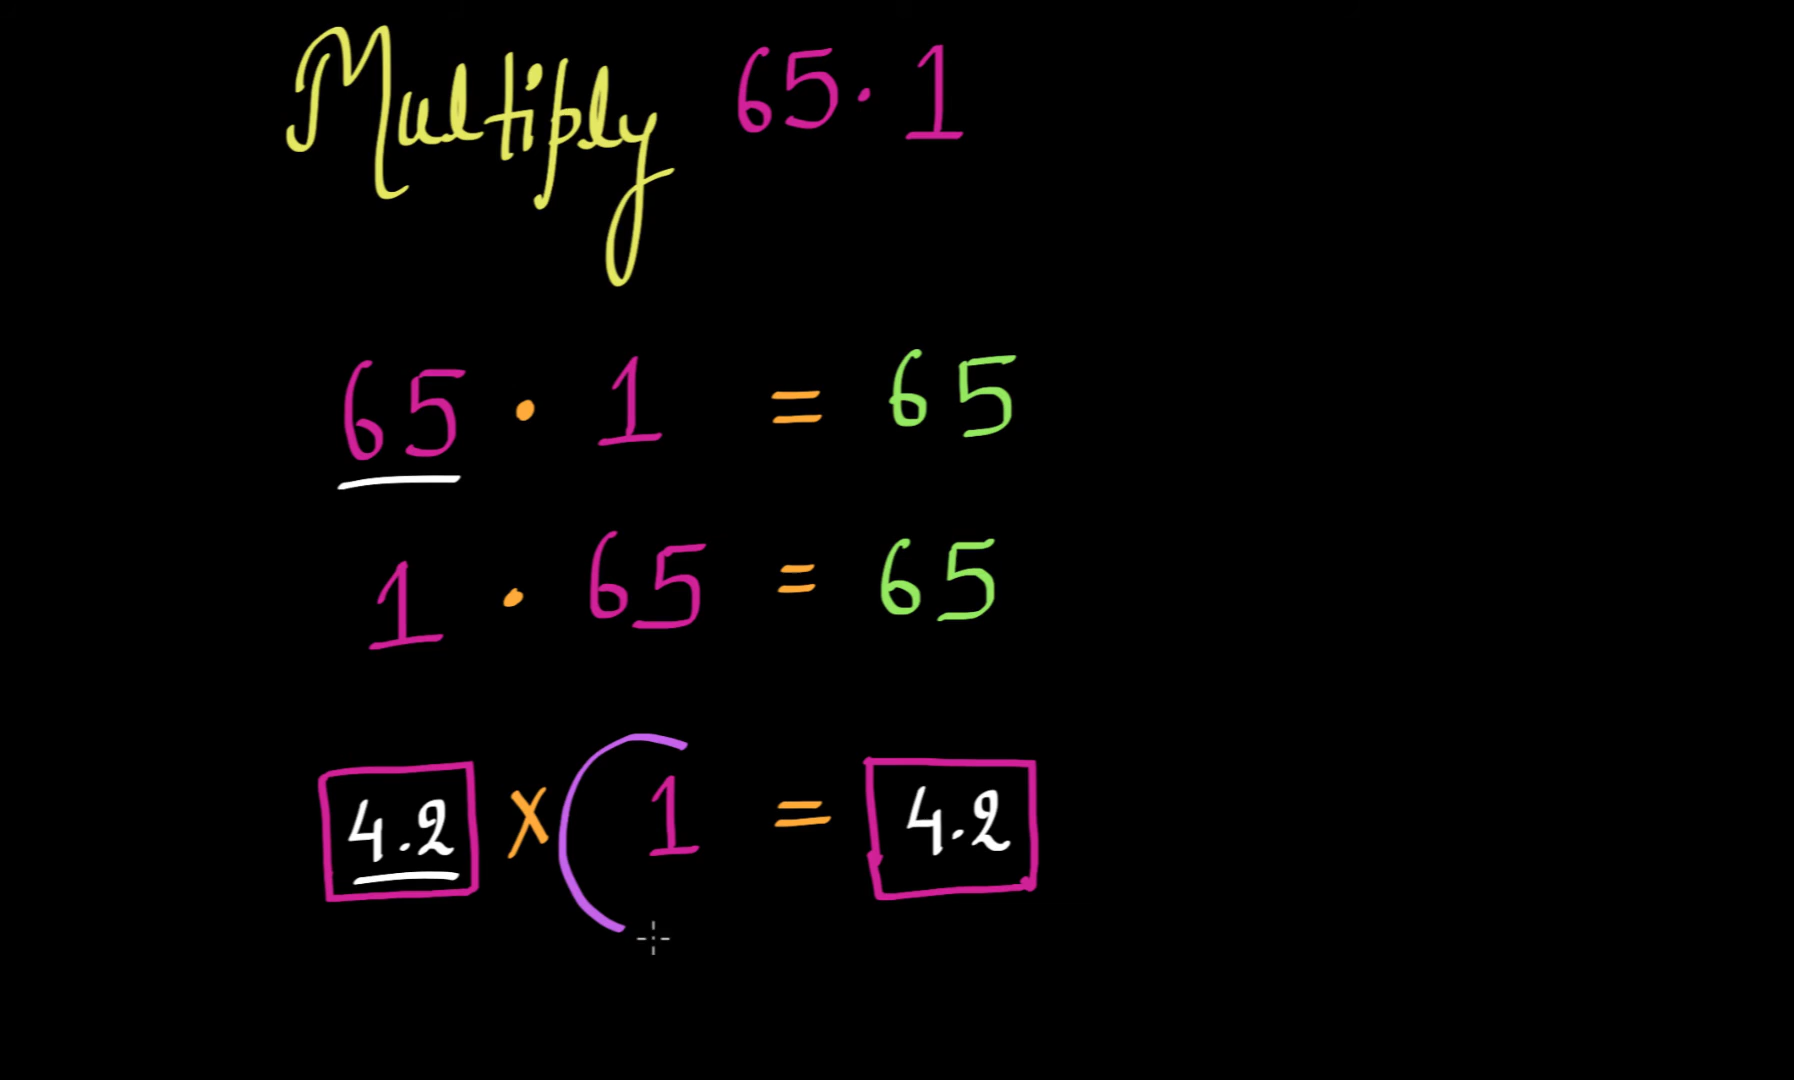 Multiply 65 · 1
65 · 1 = 65
1 · 65 = 65
4.2 x 1 = 4.2